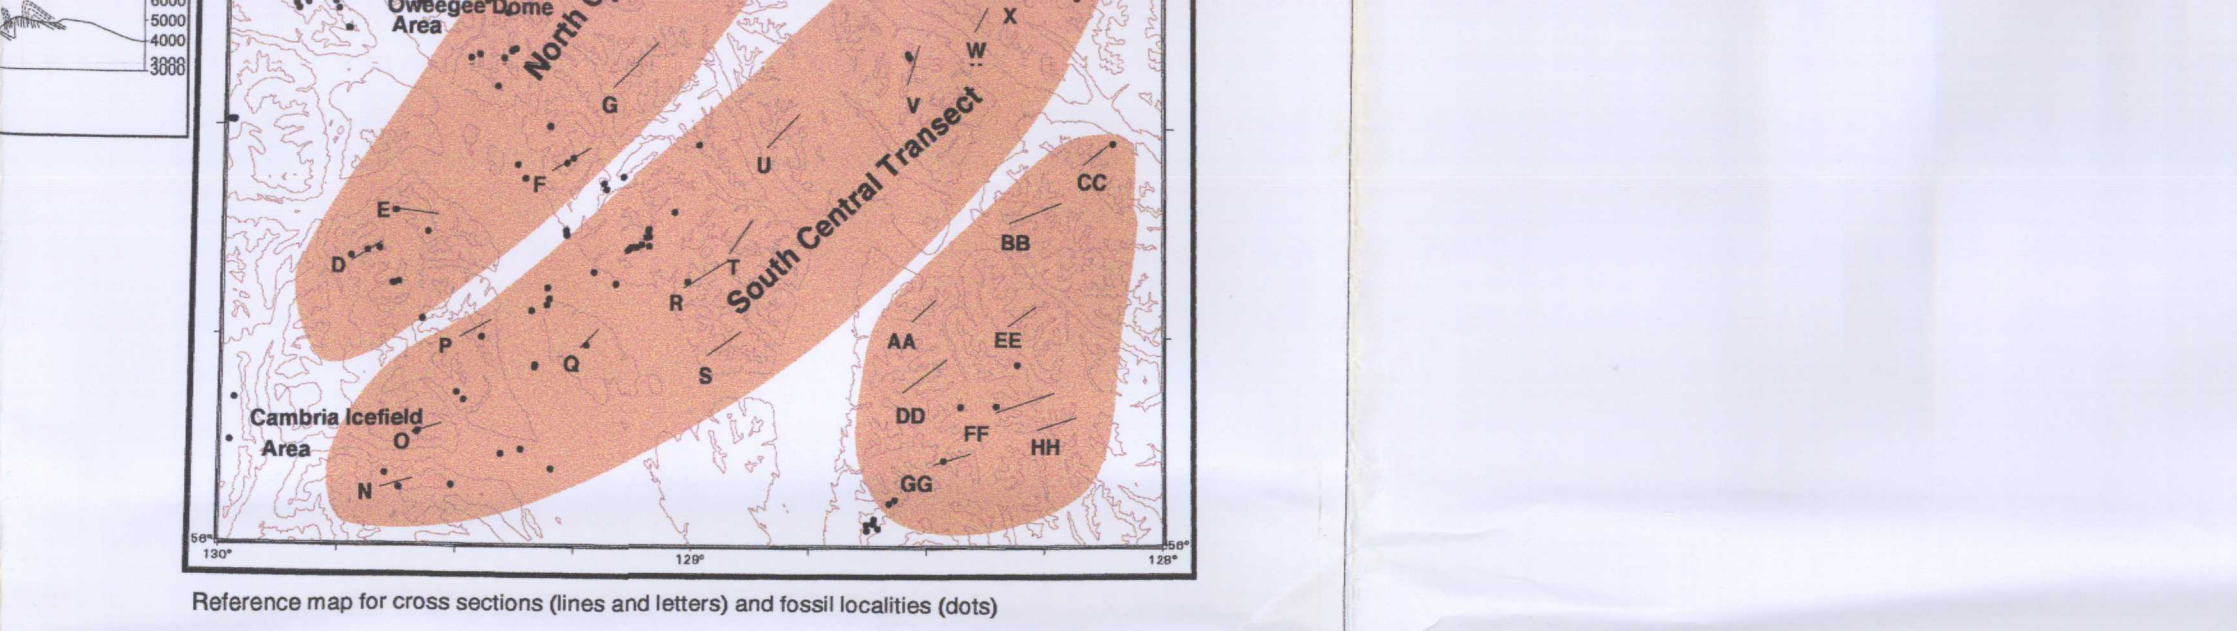 6000
5000
4000
3000
3000
Oweegee Dome
Area
North
X
W
V
G
U
F
E
D
CC
BB
South Central Transect
T
R
P
Q
S
AA
EE
DD
FF
HH
GG
Cambria Icefield
Area
O
N
56°
130°
129°
56°
128°
Reference map for cross sections (lines and letters) and fossil localities (dots)